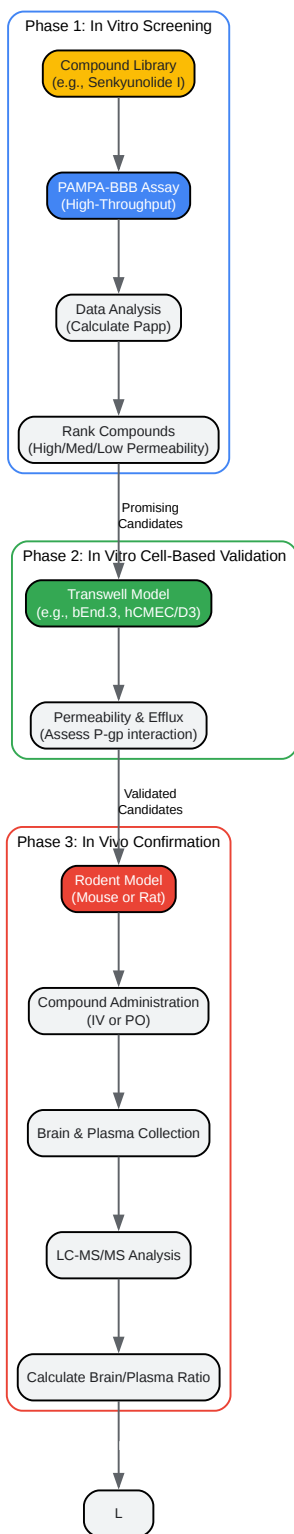 Phase 1: In Vitro Screening
Compound Library
(e.g., Senkyunolide I)
PAMPA-BBB Assay
(High-Throughput)
Data Analysis
(Calculate Papp)
Rank Compounds
(High/Med/Low Permeability)
Promising
Candidates
Phase 2: In Vitro Cell-Based Validation
Transwell Model
(e.g., bEnd.3, hCMEC/D3)
Permeability & Efflux
(Assess P-gp interaction)
Validated
Candidates
Phase 3: In Vivo Confirmation
Rodent Model
(Mouse or Rat)
Compound Administration
(IV or PO)
Brain & Plasma Collection
LC-MS/MS Analysis
Calculate Brain/Plasma Ratio
L